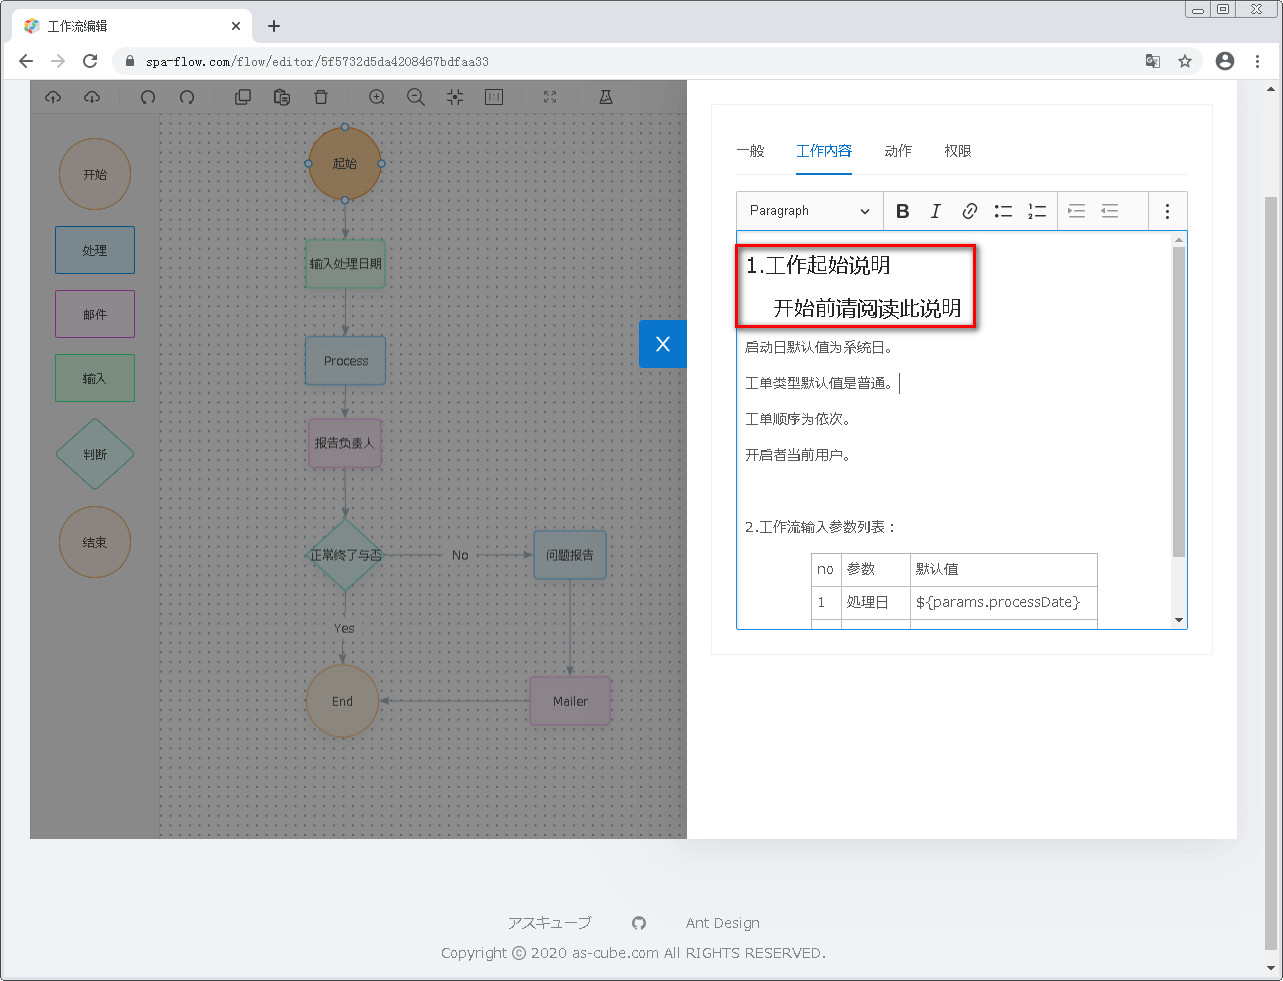 工作流编辑
spa-flow.com/flow/editor/5f5732d5da4208467bdfaa33
开始
处理
邮件
输入
判断
结束
起始
输入处理日期
Process
报告负责人
正常终了与否
No
问题报告
Yes
End
Mailer
一般
工作内容
动作
权限
Paragraph
1.工作起始说明
开始前请阅读此说明
启动日默认值为系统日。
工单类型默认值是普通。
工单顺序为依次。
开启者当前用户。
2.工作流输入参数列表：
no 参数 默认值
1 处理日 ${params.processDate}
アスキューブ
Ant Design
Copyright © 2020 as-cube.com All RIGHTS RESERVED.